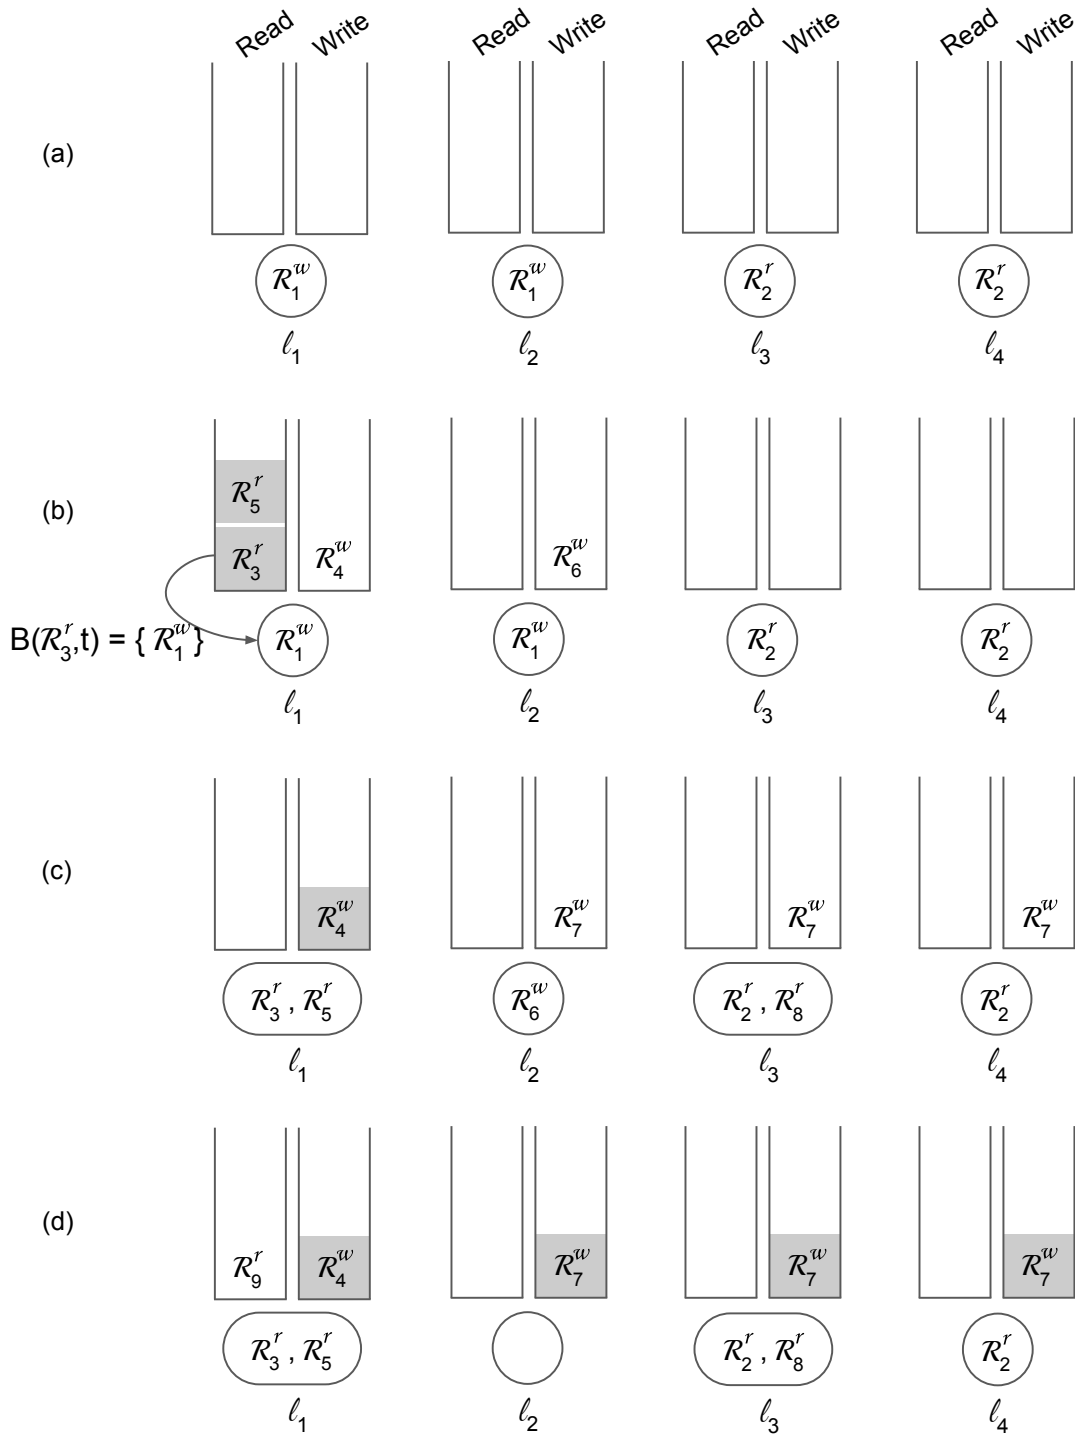 Read Write Read Write Read Write Read Write
(a)
ℛ₁ʷ ℛ₁ʷ ℛ₂ʳ ℛ₂ʳ
ℓ₁ ℓ₂ ℓ₃ ℓ₄
(b)
ℛ₅ʳ
ℛ₃ʳ ℛ₄ʷ ℛ₆ʷ
B(ℛ₃ʳ,t) = { ℛ₁ʷ} ℛ₁ʷ ℛ₁ʷ ℛ₂ʳ ℛ₂ʳ
ℓ₁ ℓ₂ ℓ₃ ℓ₄
(c)
ℛ₄ʷ ℛ₇ʷ ℛ₇ʷ ℛ₇ʷ
ℛ₃ʳ , ℛ₅ʳ ℛ₆ʷ ℛ₂ʳ , ℛ₈ʳ ℛ₂ʳ
ℓ₁ ℓ₂ ℓ₃ ℓ₄
(d)
ℛ₉ʳ ℛ₄ʷ ℛ₇ʷ ℛ₇ʷ ℛ₇ʷ
ℛ₃ʳ , ℛ₅ʳ ℛ₂ʳ , ℛ₈ʳ ℛ₂ʳ
ℓ₁ ℓ₂ ℓ₃ ℓ₄